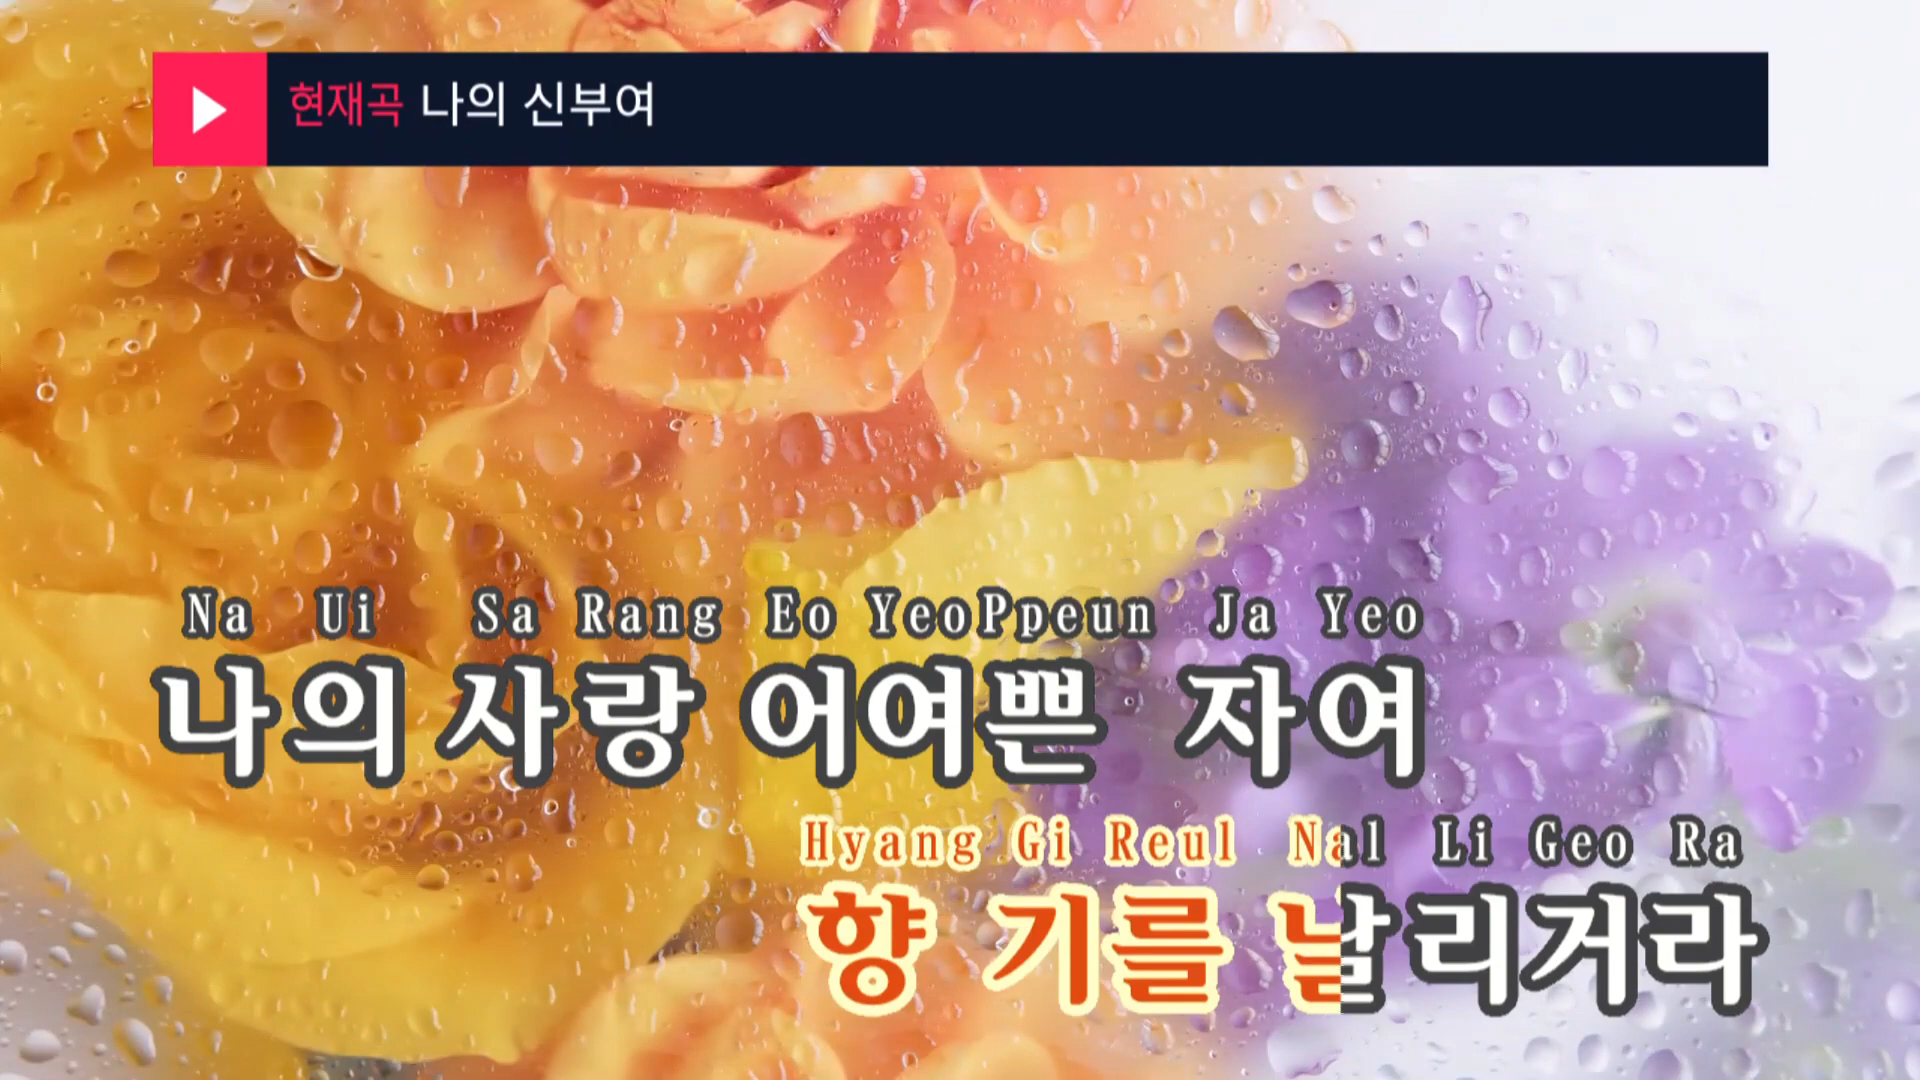 현재곡 나의 신부여
Na Ui Sa Rang Eo YeoPpeun Ja Yeo
나의 사랑 어여쁜 자여
Hyang Gi Reul Nal Li Geo Ra
향 기를 날리거라